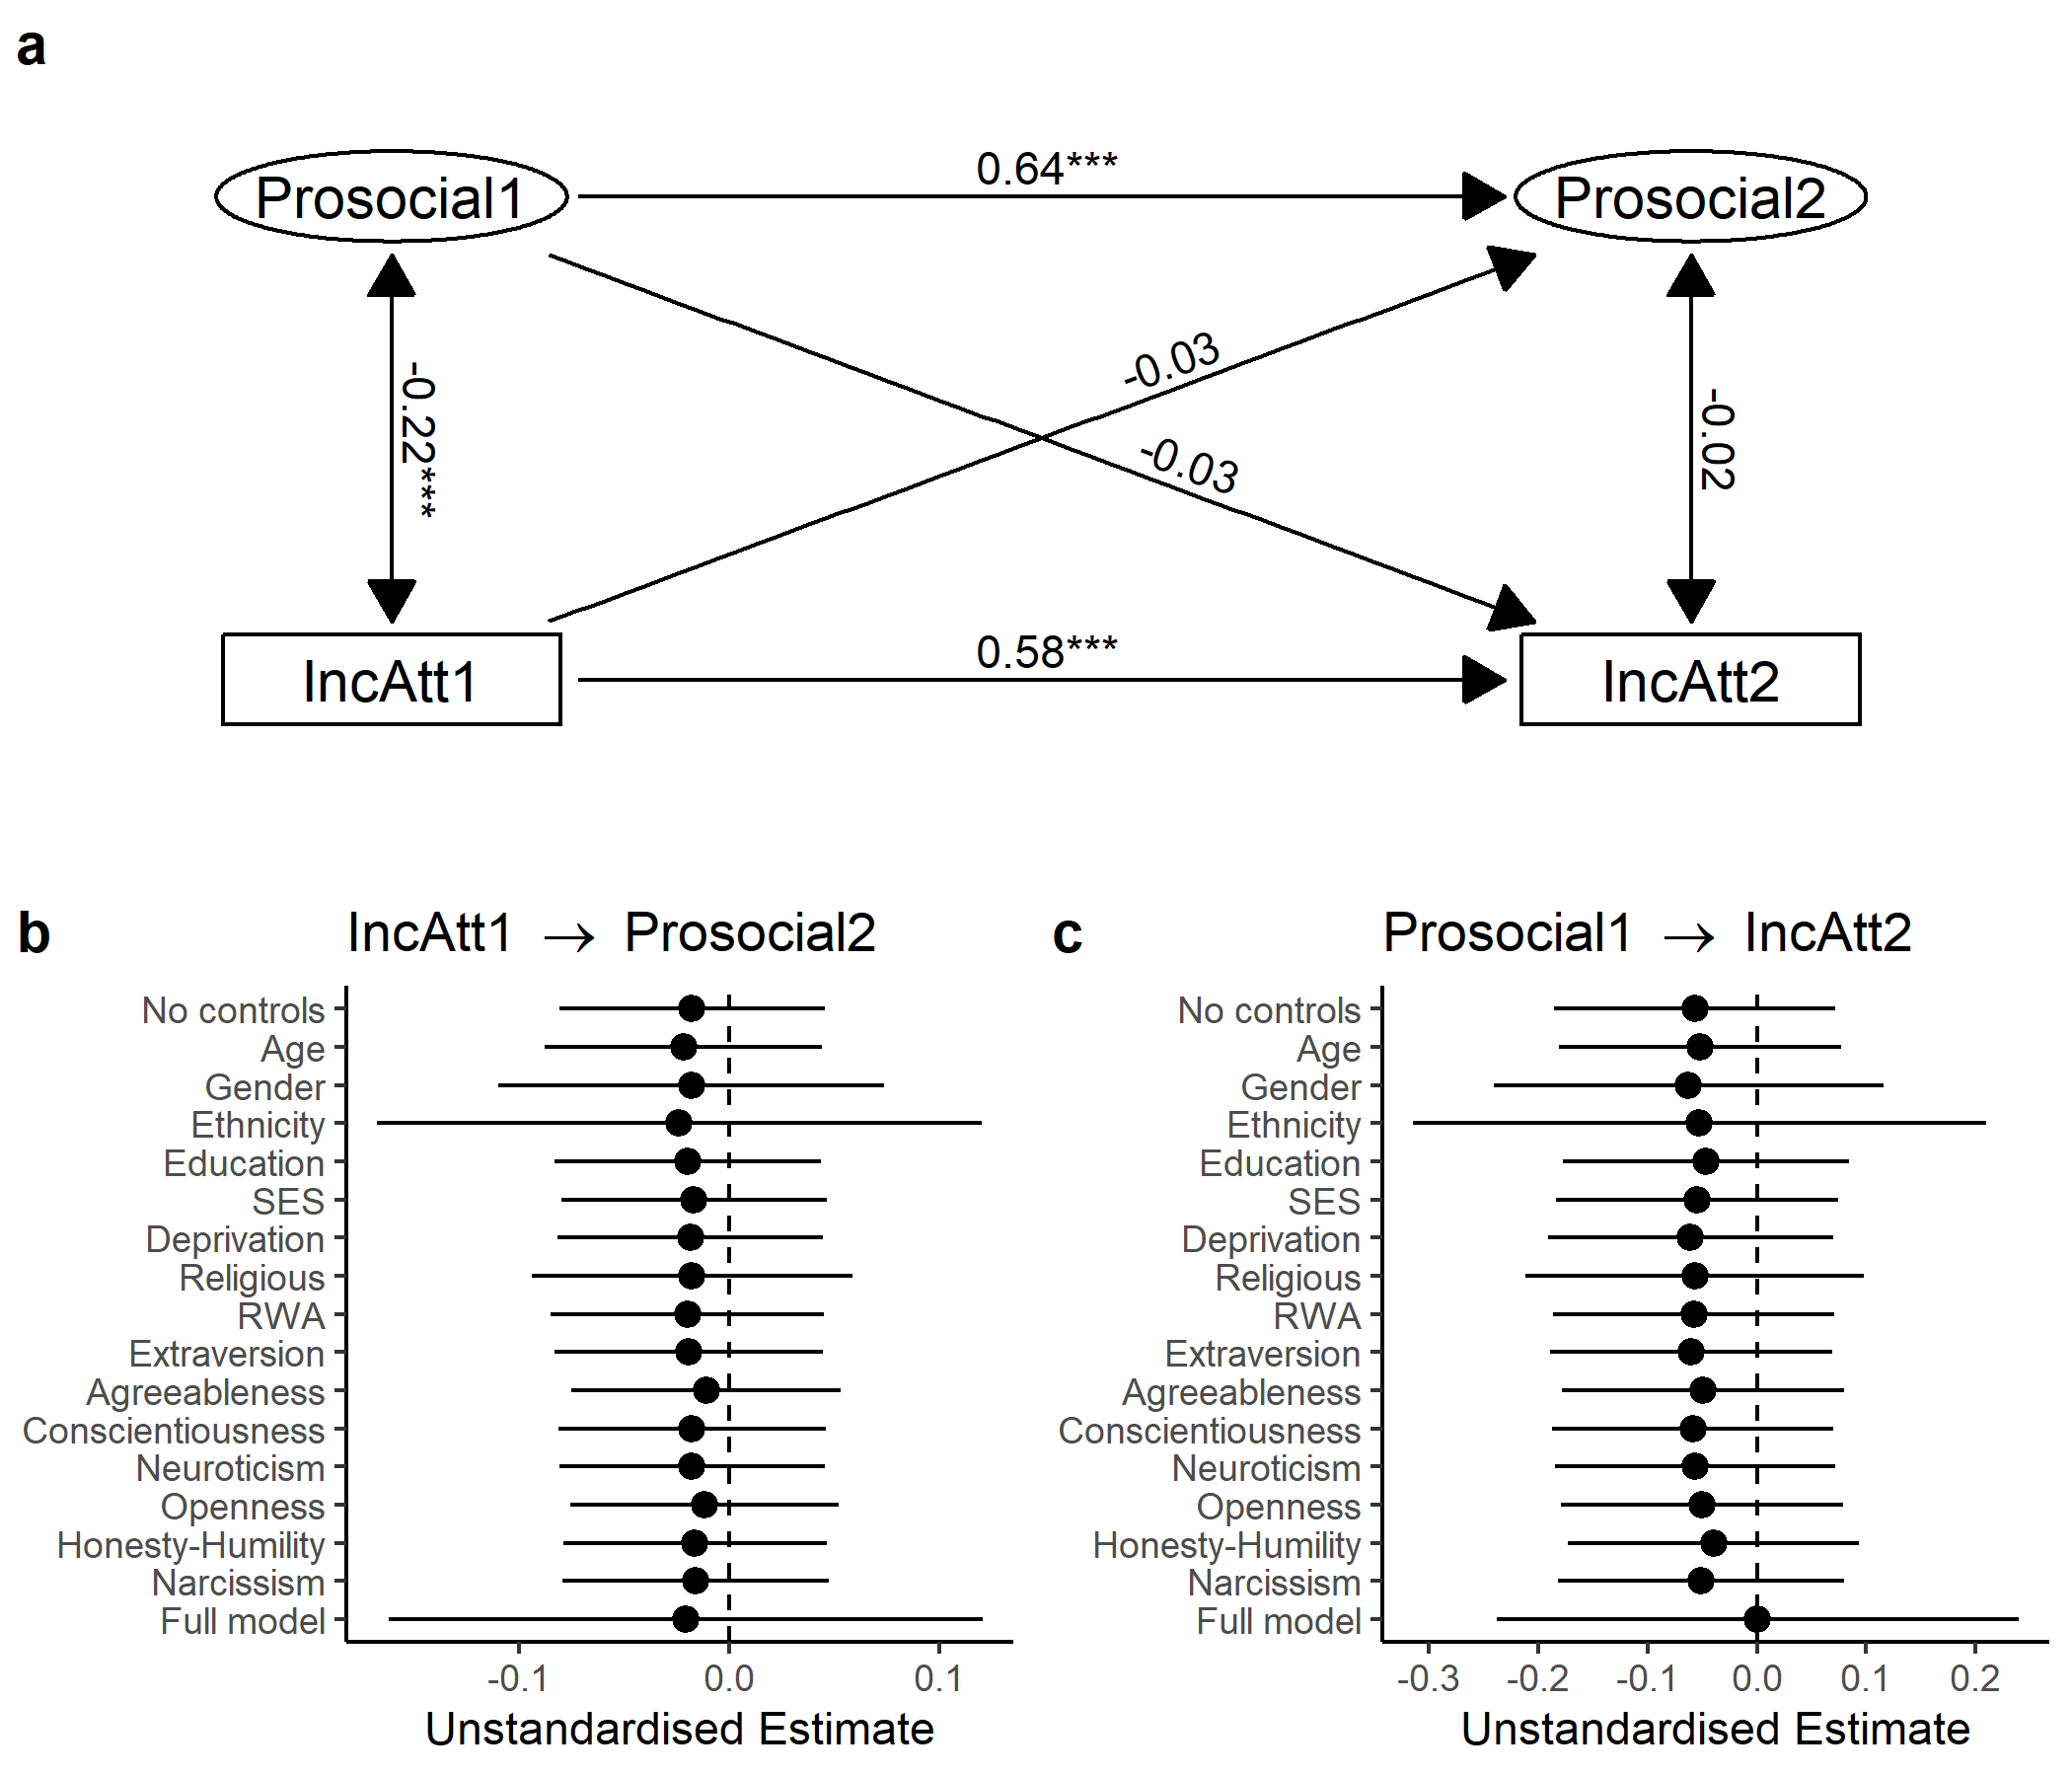 a
Prosocial1
0.64***
Prosocial2
-0.03
-0.22***
-0.02
-0.03
IncAtt1
0.58***
IncAtt2
b
IncAtt1 → Prosocial2
No controls
Age
Gender
Ethnicity
Education
SES
Deprivation
Religious
RWA
Extraversion
Agreeableness
Conscientiousness
Neuroticism
Openness
Honesty-Humility
Narcissism
Full model
-0.1 0.0 0.1
Unstandardised Estimate
c
Prosocial1 → IncAtt2
No controls
Age
Gender
Ethnicity
Education
SES
Deprivation
Religious
RWA
Extraversion
Agreeableness
Conscientiousness
Neuroticism
Openness
Honesty-Humility
Narcissism
Full model
-0.3 -0.2 -0.1 0.0 0.1 0.2
Unstandardised Estimate